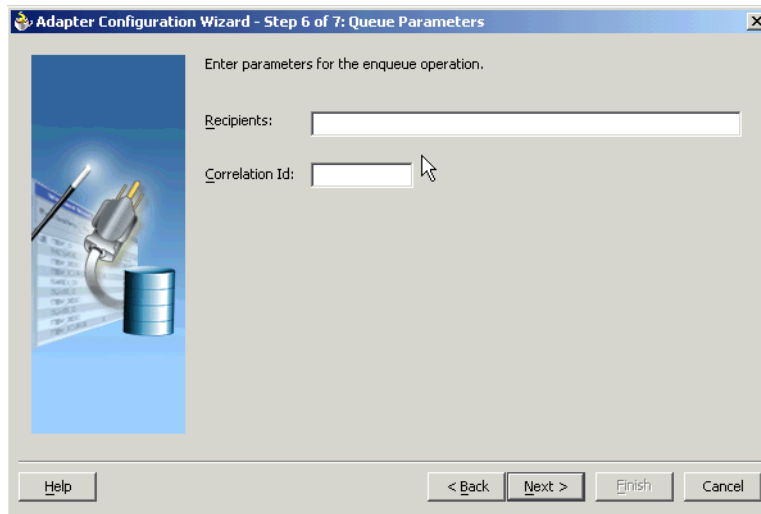 Adapter Configuration Wizard - Step 6 of 7: Queue Parameters
Enter parameters for the enqueue operation.
Recipients:
Correlation Id:
Help
< Back
Next >
Finish
Cancel